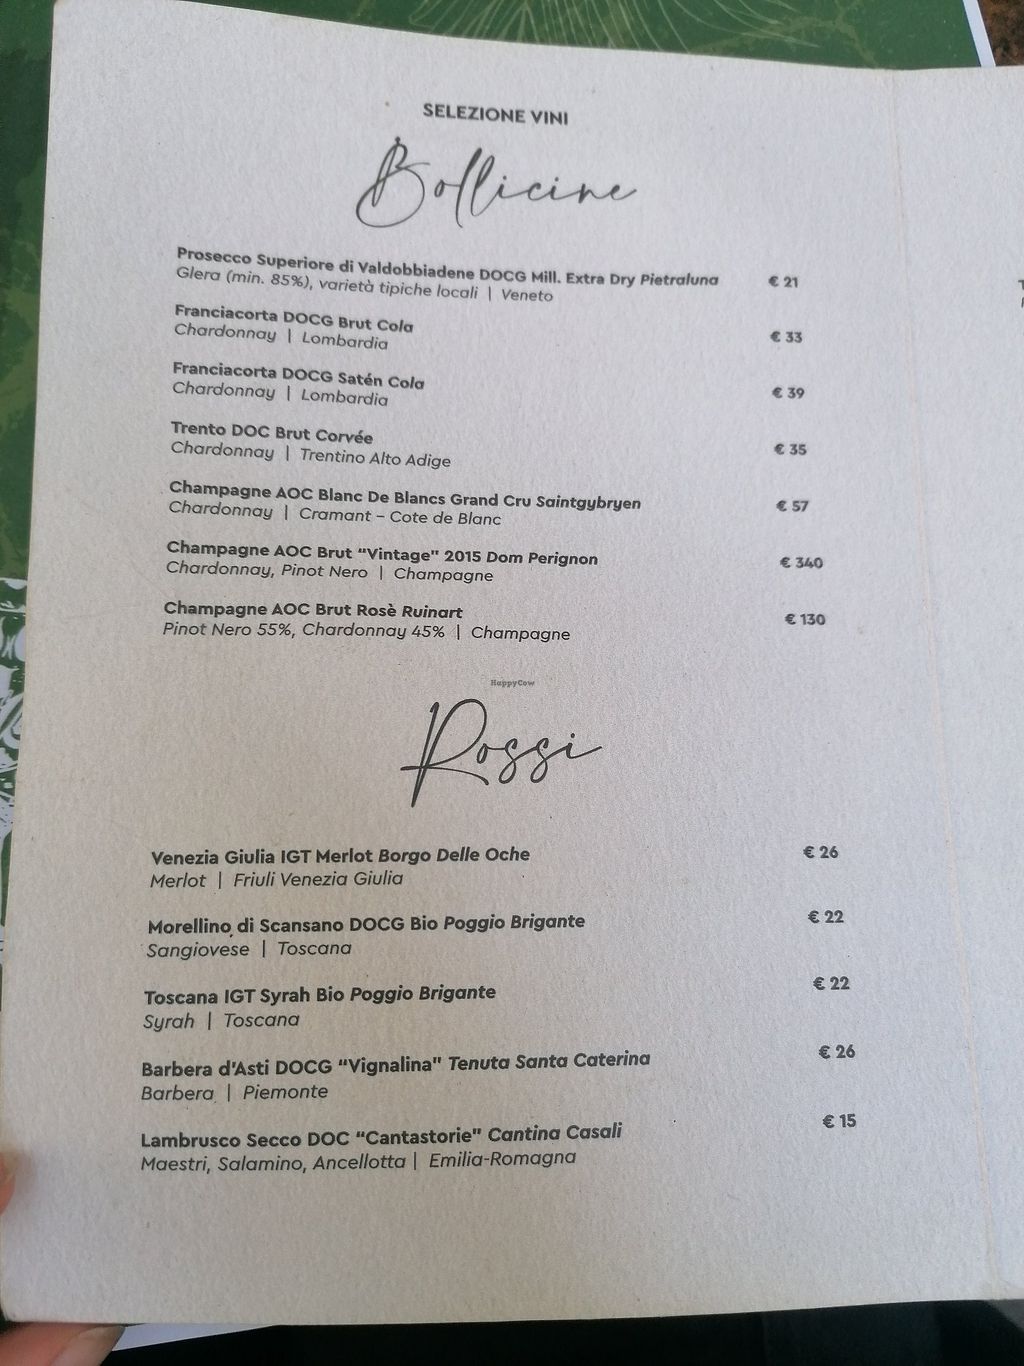 SELEZIONE VINI
Bollicine
Prosecco Superiore di Valdobbiadene DOCG Mill. Extra Dry Pietraluna € 21
Glera (min. 85%), varietà tipiche locali | Veneto
Franciacorta DOCG Brut Cola € 33
Chardonnay | Lombardia
Franciacorta DOCG Satén Cola € 39
Chardonnay | Lombardia
Trento DOC Brut Corvée € 35
Chardonnay | Trentino Alto Adige
Champagne AOC Blanc De Blancs Grand Cru Saintgybryen € 57
Chardonnay | Cramant – Cote de Blanc
Champagne AOC Brut “Vintage” 2015 Dom Perignon € 340
Chardonnay, Pinot Nero | Champagne
Champagne AOC Brut Rosè Ruinart € 130
Pinot Nero 55%, Chardonnay 45% | Champagne
HappyCow
Rossi
Venezia Giulia IGT Merlot Borgo Delle Oche € 26
Merlot | Friuli Venezia Giulia
Morellino di Scansano DOCG Bio Poggio Brigante € 22
Sangiovese | Toscana
Toscana IGT Syrah Bio Poggio Brigante € 22
Syrah | Toscana
Barbera d'Asti DOCG “Vignalina” Tenuta Santa Caterina € 26
Barbera | Piemonte
Lambrusco Secco DOC “Cantastorie” Cantina Casali € 15
Maestri, Salamino, Ancellotta | Emilia-Romagna